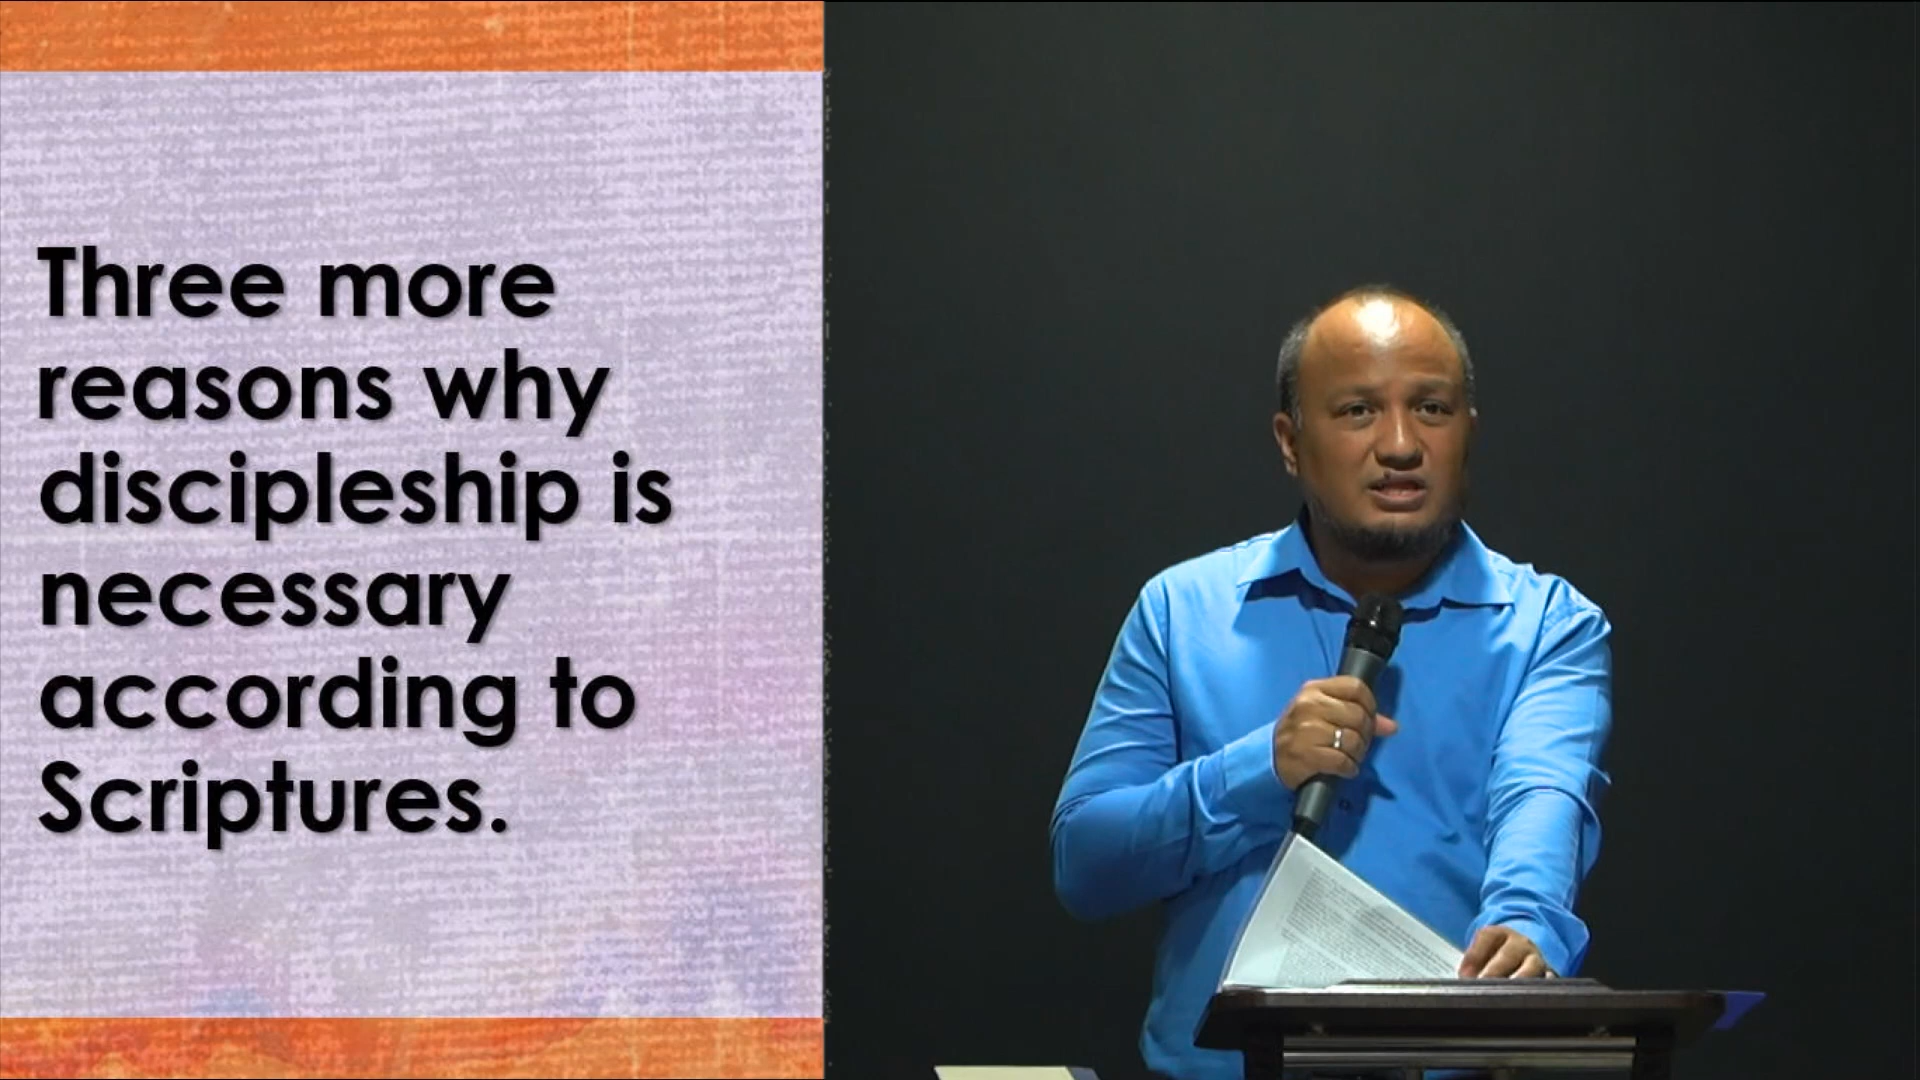 Three more
reasons why
discipleship is
necessary
according to
Scriptures.